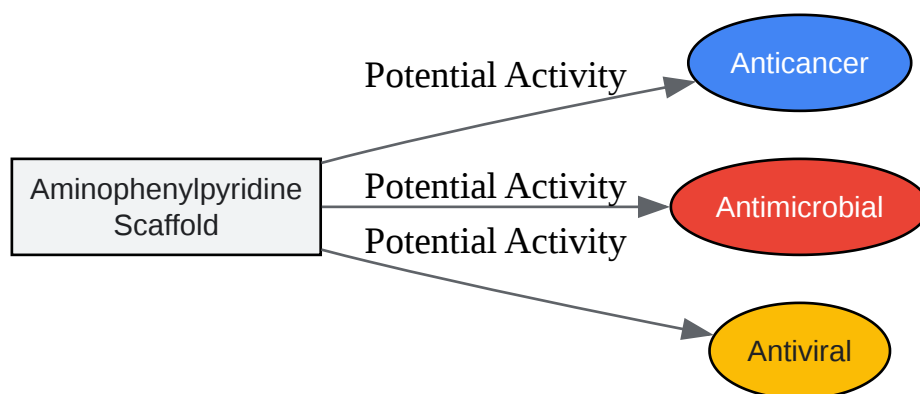 Potential Activity
Anticancer
Aminophenylpyridine
Scaffold
Potential Activity
Antimicrobial
Potential Activity
Antiviral